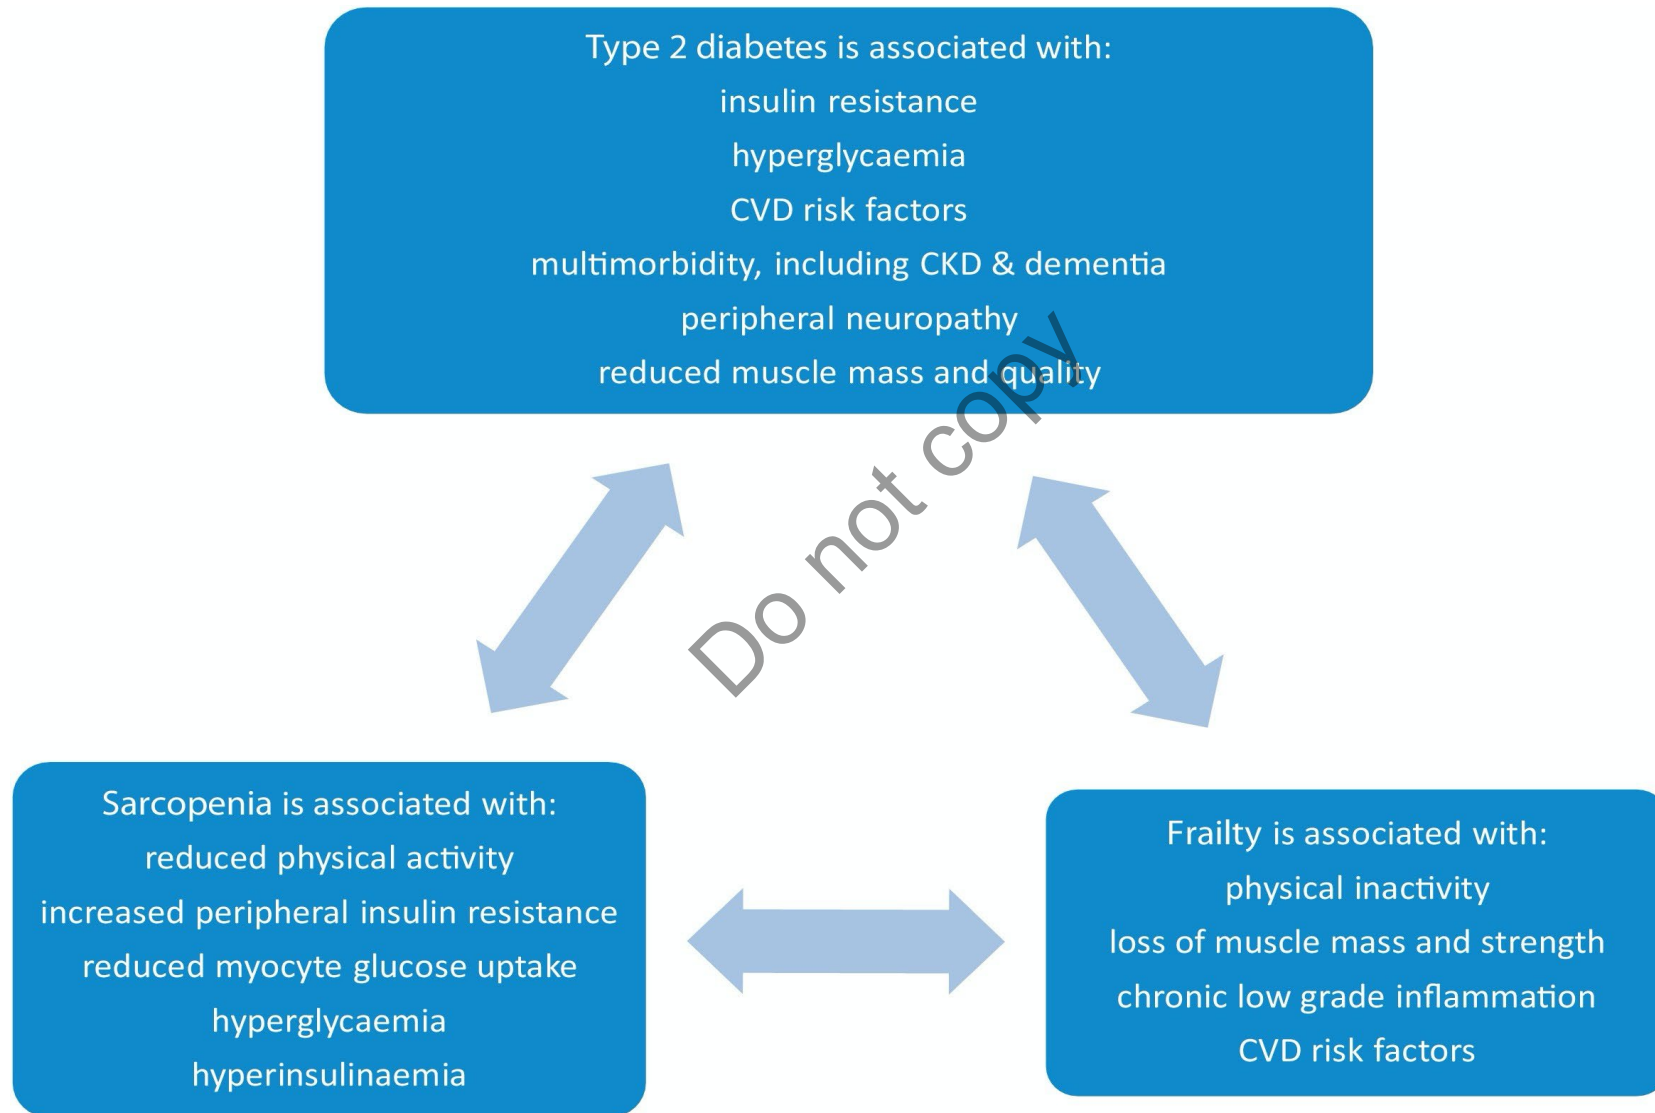 Type 2 diabetes is associated with:
insulin resistance
hyperglycaemia
CVD risk factors
multimorbidity, including CKD & dementia
peripheral neuropathy
reduced muscle mass and quality
Do not copy
Sarcopenia is associated with:
reduced physical activity
increased peripheral insulin resistance
reduced myocyte glucose uptake
hyperglycaemia
hyperinsulinaemia
Frailty is associated with:
physical inactivity
loss of muscle mass and strength
chronic low grade inflammation
CVD risk factors